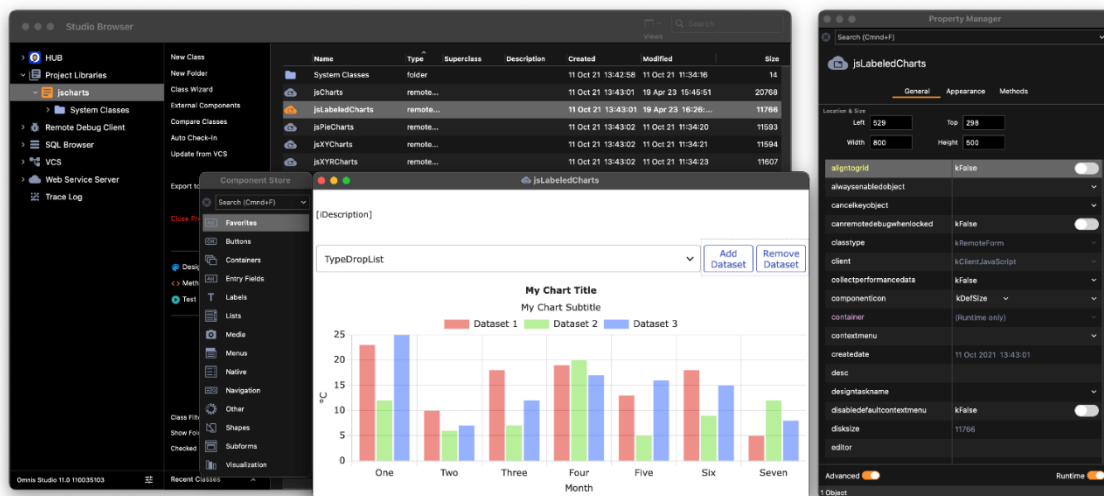 Studio Browser
Views
Search
HUB
Project Libraries
jscharts
System Classes
Remote Debug Client
SQL Browser
VCS
Web Service Server
Trace Log
Omnis Studio 11.0 110035103
New Class
New Folder
Class Wizard
External Components
Compare Classes
Auto Check-In
Update from VCS
Export to
Close Pr
Desig
Meth
Test
Class Filt
Show Fol
Checked
Recent Classes
Name Type Superclass Description Created Modified Size
System Classes folder 11 Oct 21 13:42:58 11 Oct 21 11:34:16 14
jsCharts remote... 11 Oct 21 13:43:01 19 Apr 23 15:45:51 20768
jsLabeledCharts remote... 11 Oct 21 13:43:01 19 Apr 23 16:26:... 11766
jsPieCharts remote... 11 Oct 21 13:43:02 11 Oct 21 11:34:20 11593
jsXYCharts remote... 11 Oct 21 13:43:02 11 Oct 21 11:34:21 11594
jsXYRCharts remote... 11 Oct 21 13:43:02 11 Oct 21 11:34:23 11607
Component Store
Search (Cmnd+F)
Favorites
Buttons
Containers
Entry Fields
Labels
Lists
Media
Menus
Native
Navigation
Other
Shapes
Subforms
Visualization
jsLabeledCharts
[iDescription]
TypeDropList
Add Dataset
Remove Dataset
My Chart Title
My Chart Subtitle
Dataset 1 Dataset 2 Dataset 3
25
20
15
10
5
0
°C
One Two Three Four Five Six Seven
Month
Property Manager
Search (Cmnd+F)
jsLabeledCharts
General Appearance Methods
Location & Size
Left 529 Top 298
Width 800 Height 500
aligntogrid kFalse
alwaysenabledobject
cancelkeyobject
canremotedebugwhenlocked kFalse
classtype kRemoteForm
client kClientJavaScript
collectperformancedata kFalse
componenticon kDefSize
container (Runtime only)
contextmenu
createdate 11 Oct 2021 13:43:01
desc
designtaskname
disabledefaultcontextmenu kFalse
disksize 11766
editor
Advanced Runtime
1 Object